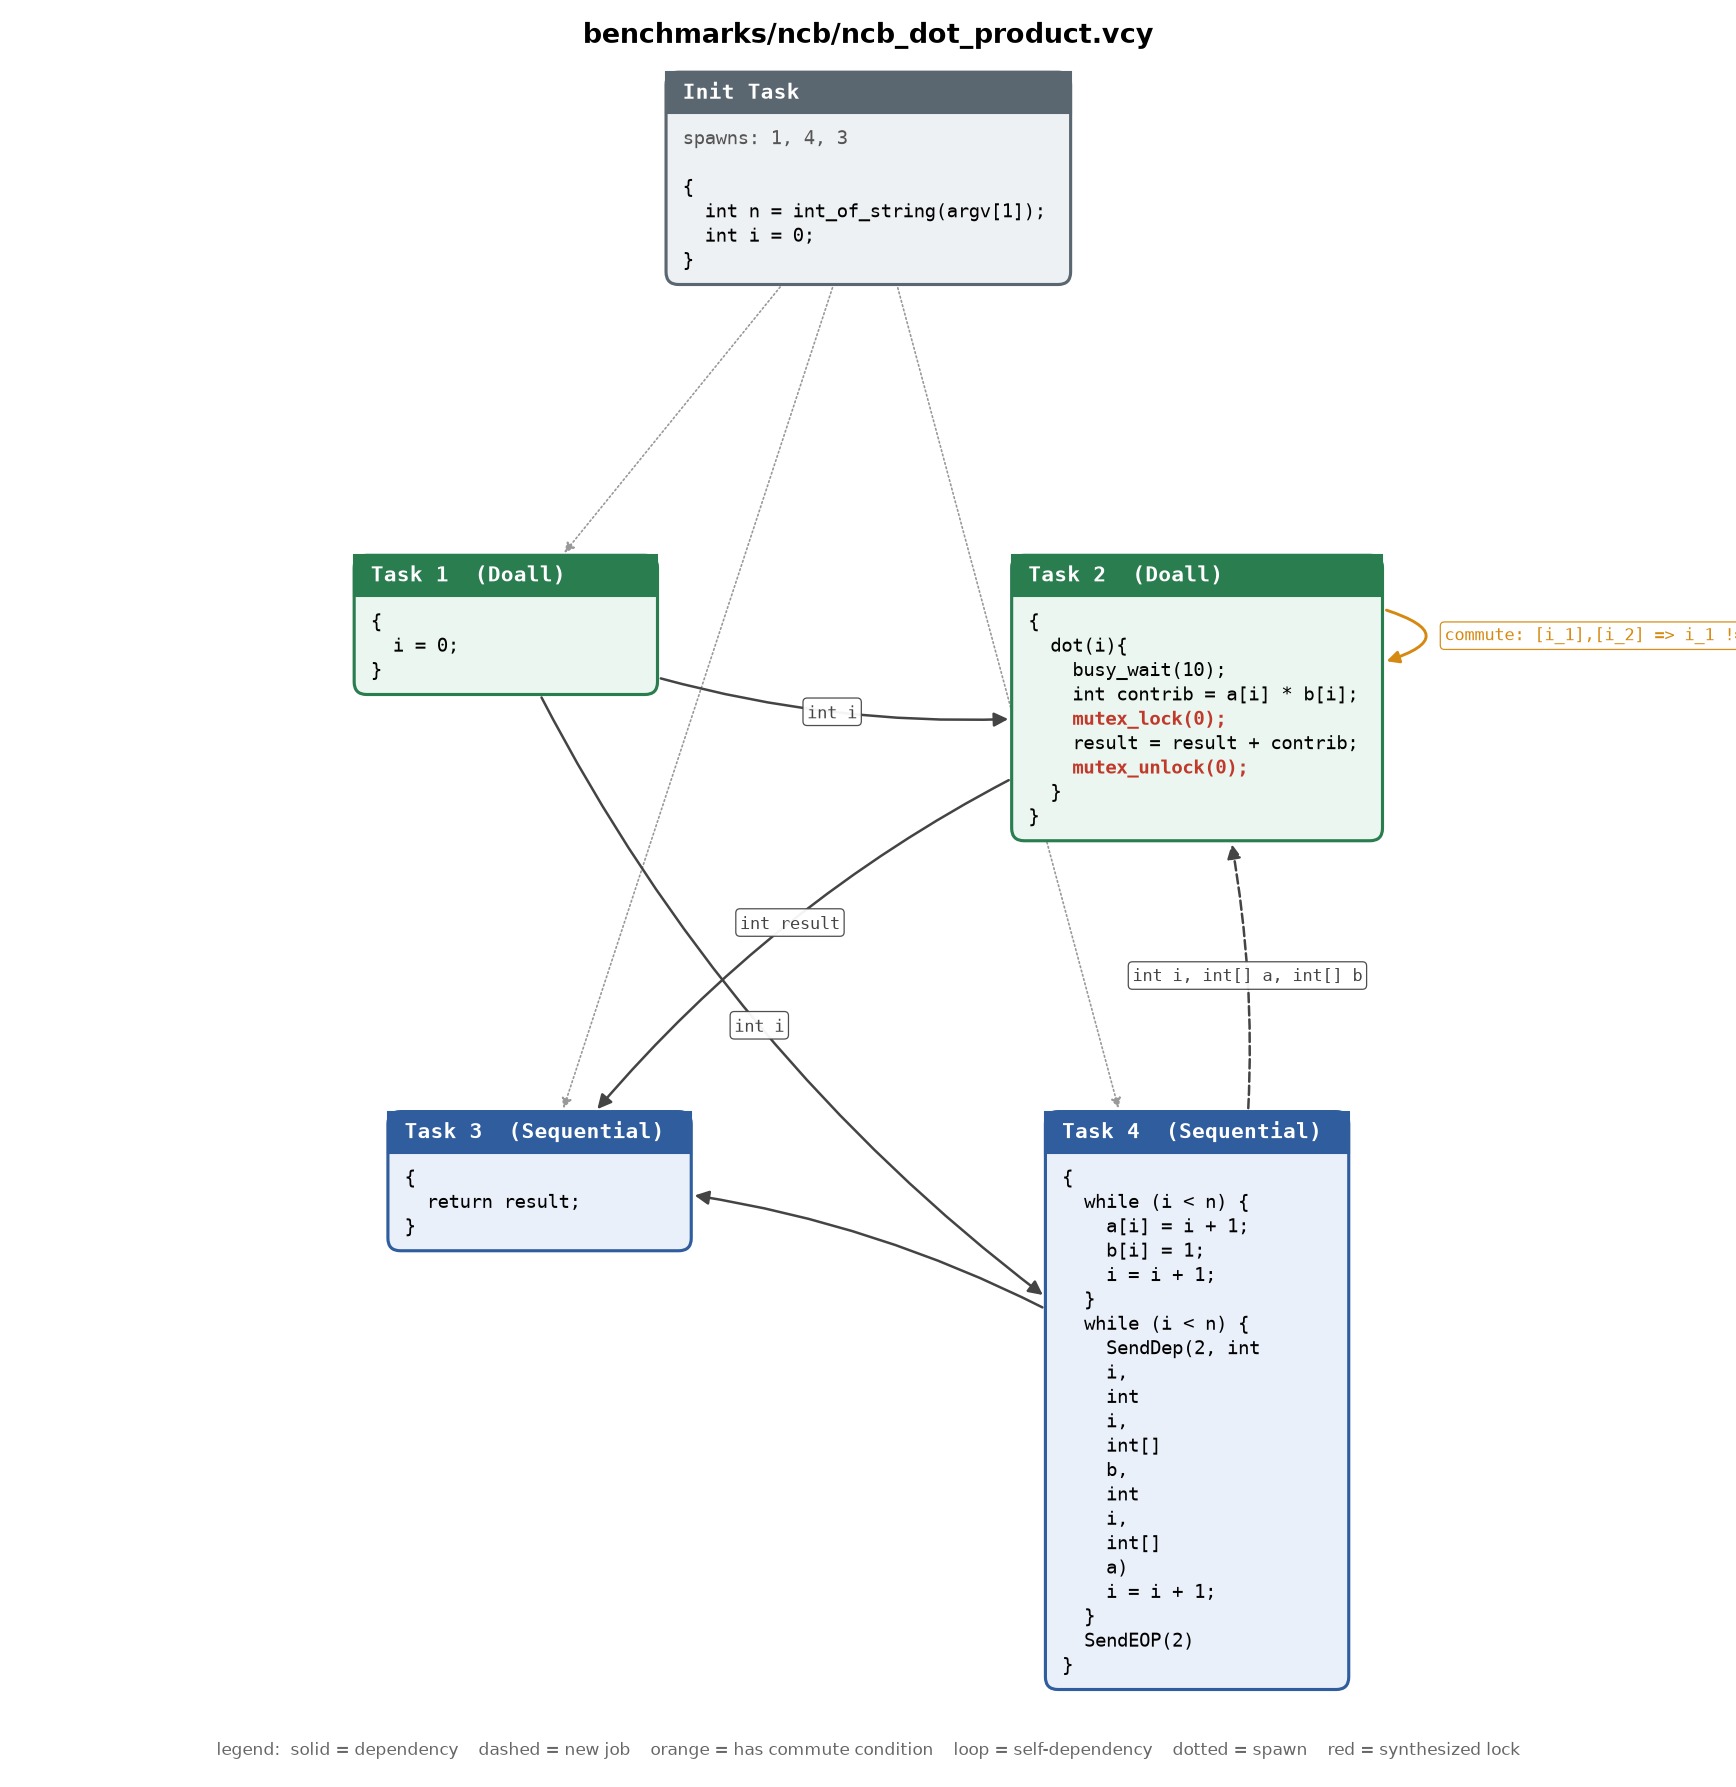 benchmarks/ncb/ncb_dot_product.vcy
Init Task
spawns: 1, 4, 3
{
  int n = int_of_string(argv[1]);
  int i = 0;
}
Task 1  (Doall)
{
  i = 0;
}
Task 2  (Doall)
{
  dot(i){
    busy_wait(10);
    int contrib = a[i] * b[i];
    mutex_lock(0);
    result = result + contrib;
    mutex_unlock(0);
  }
}
commute: [i_1],[i_2] => i_1
int i
int result
int i, int[] a, int[] b
int i
Task 3  (Sequential)
{
  return result;
}
Task 4  (Sequential)
{
  while (i < n) {
    a[i] = i + 1;
    b[i] = 1;
    i = i + 1;
  }
  while (i < n) {
    SendDep(2, int
    i,
    int
    i,
    int[]
    b,
    int
    i,
    int[]
    a)
    i = i + 1;
  }
  SendEOP(2)
}
legend:  solid = dependency    dashed = new job    orange = has commute condition    loop = self-dependency    dotted = spawn    red = synthesized lock